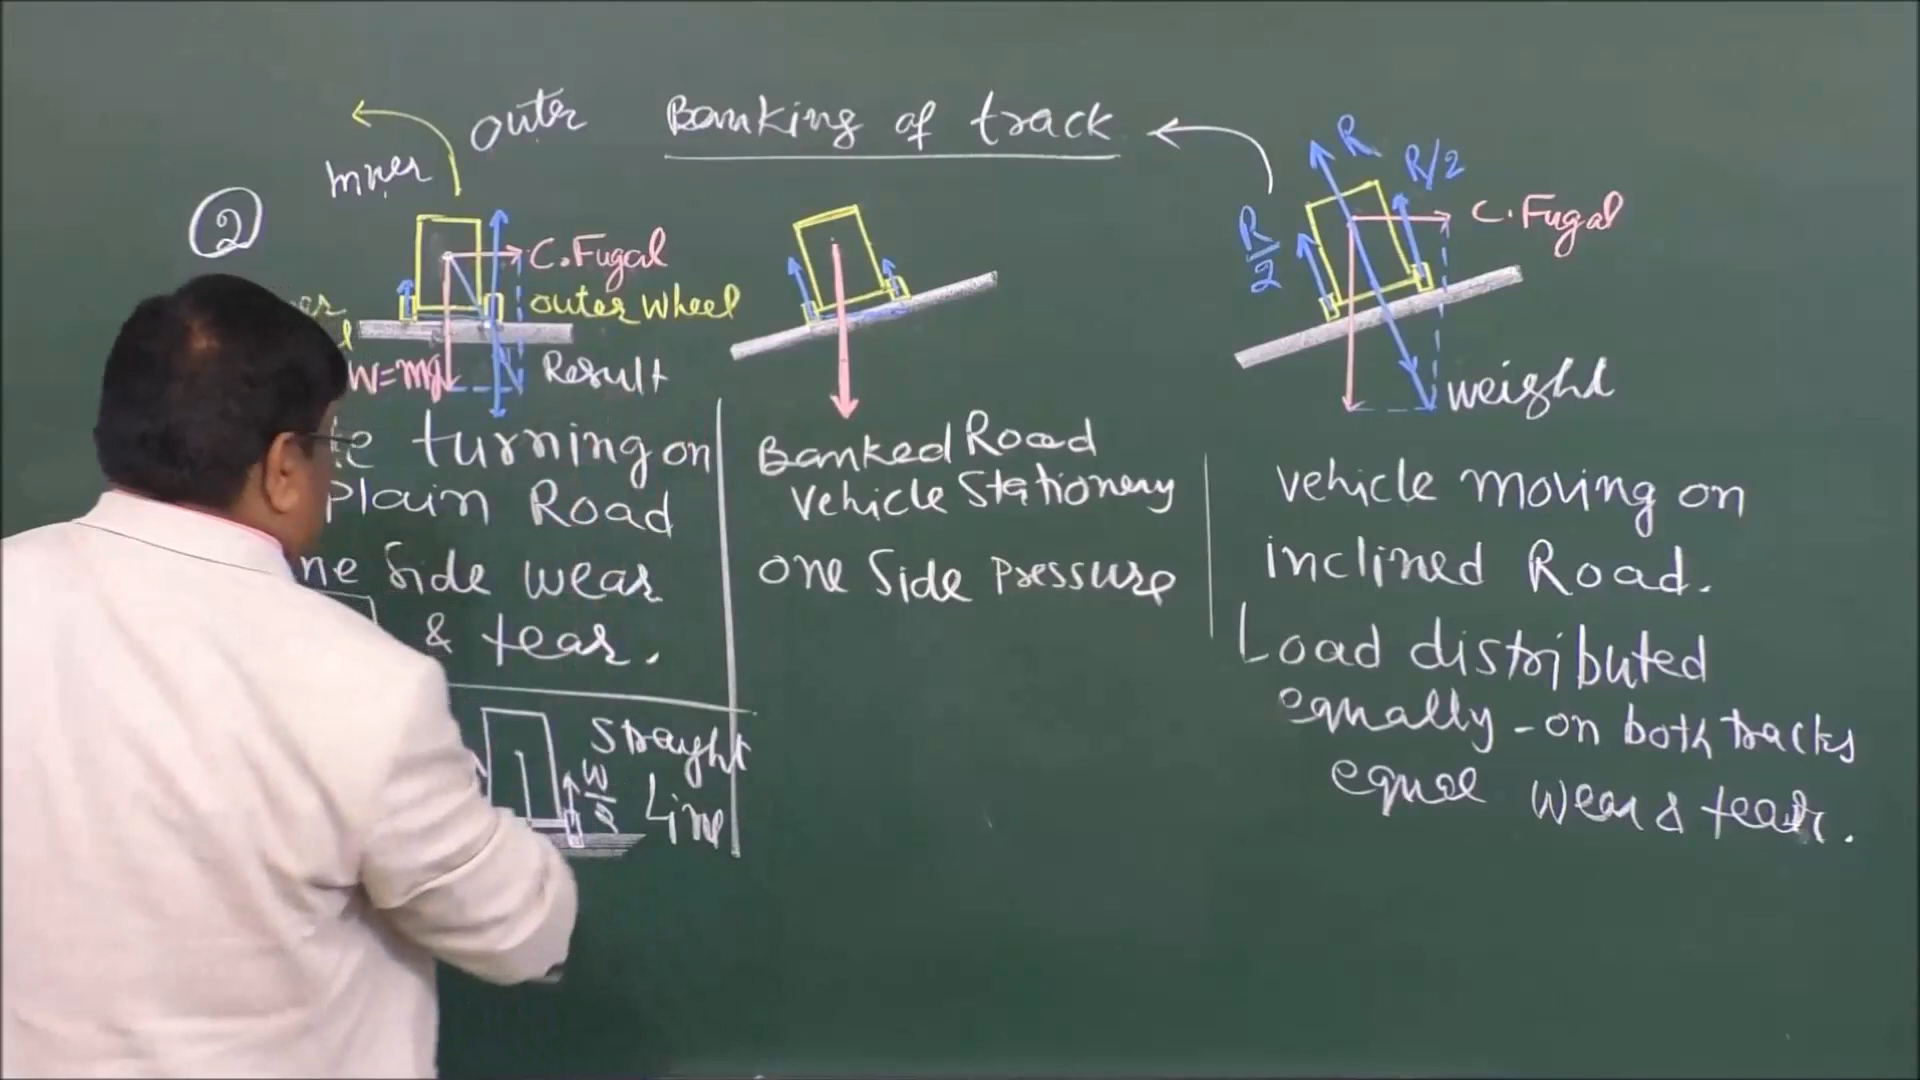 Banking of track
outer
Inner
2
C.Fugal
outer wheel
W=mg
Result
turning on
Plain Road
Side wear
& tear.
Strayht
Line
W/2
Banked Road
Vehicle Stationery
one Side Pressure
R
R/2
R/2
C.Fugal
weight
vehicle moving on
inclined Road.
Load distributed
equally - on both tracks
equal wear & tear.